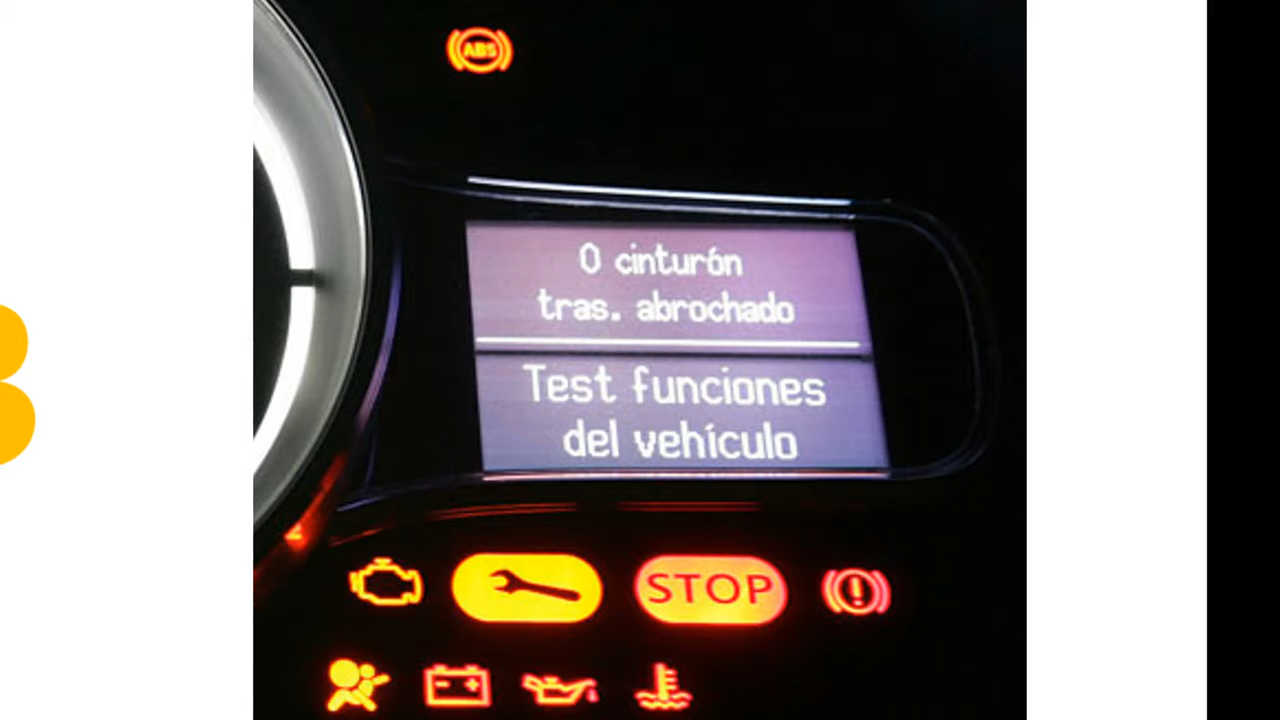 ABS
0 cinturón
tras. abrochado
Test funciones
del vehículo
STOP